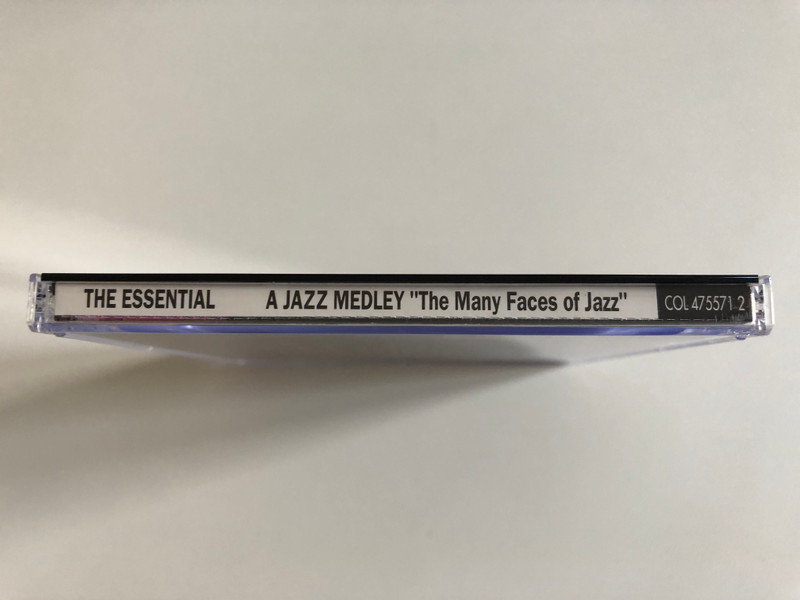 THE ESSENTIAL A JAZZ MEDLEY "The Many Faces of Jazz" COL 475571 2